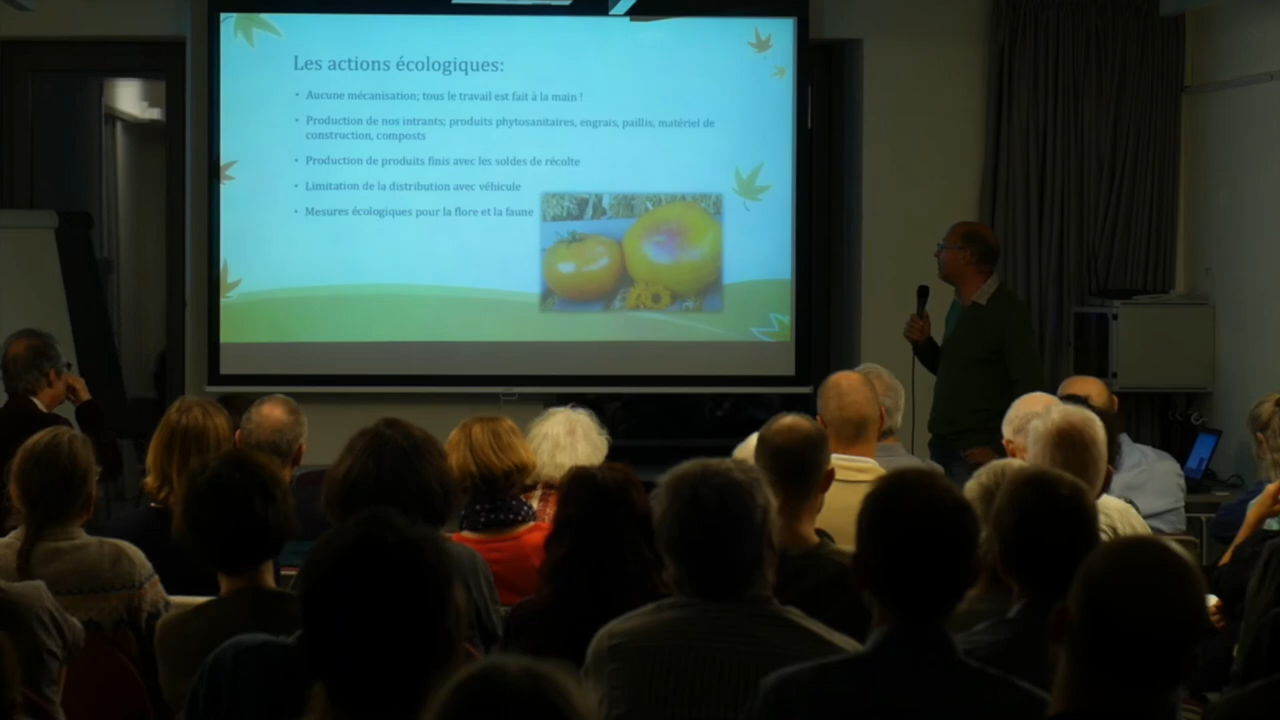 Les actions écologiques:
• Aucune mécanisation; tous le travail est fait à la main !
• Production de nos intrants; produits phytosanitaires, engrais, paillis, matériel de
construction, composts
• Production de produits finis avec les soldes de récolte
• Limitation de la distribution avec véhicule
• Mesures écologiques pour la flore et la faune